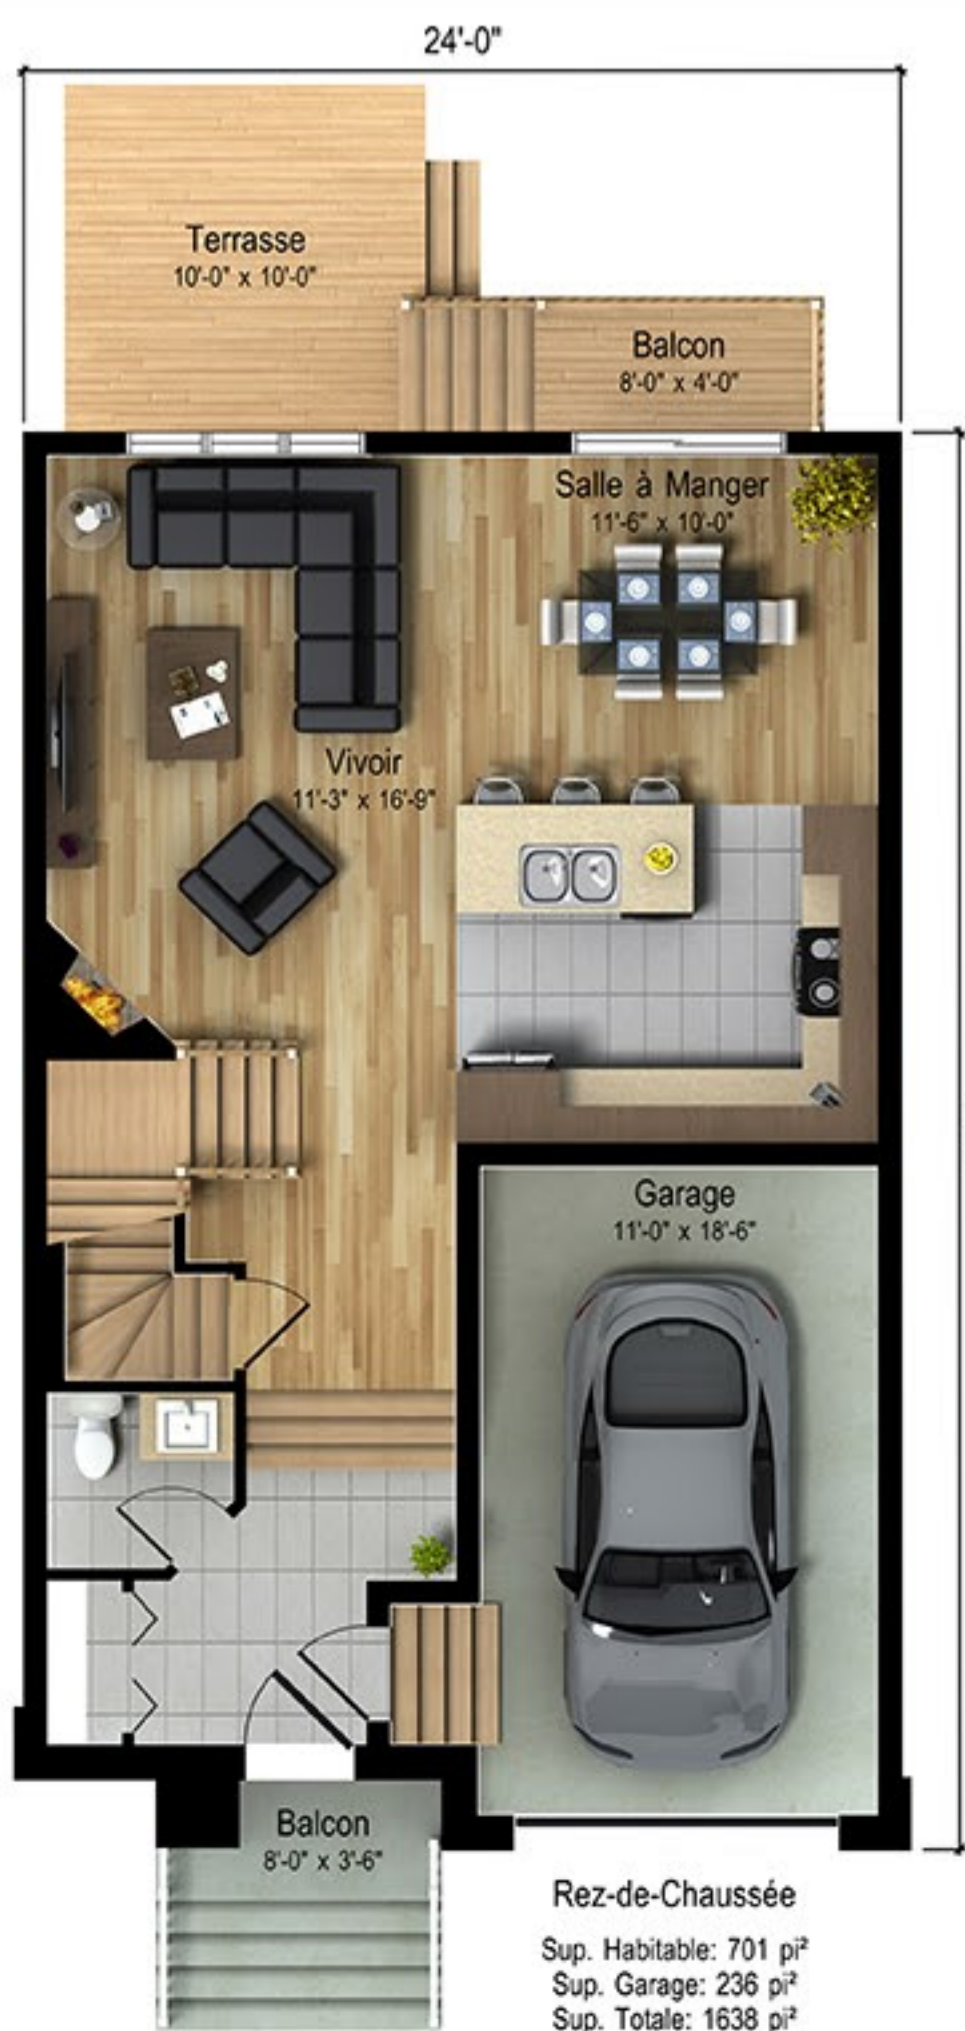 24'-0"
Terrasse
10'-0" x 10'-0"
Balcon
8'-0" x 4'-0"
Salle à Manger
11'-6" x 10'-0"
Vivoir
11'-3" x 16'-9"
Garage
11'-0" x 18'-6"
Balcon
8'-0" x 3'-6"
Rez-de-Chaussée
Sup. Habitable: 701 pi²
Sup. Garage: 236 pi²
Sup. Totale: 1638 pi²